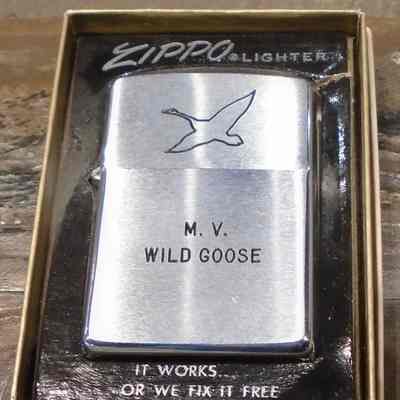 ZIPPO LIGHTER
M. V.
WILD GOOSE
IT WORKS...
OR WE FIX IT FREE